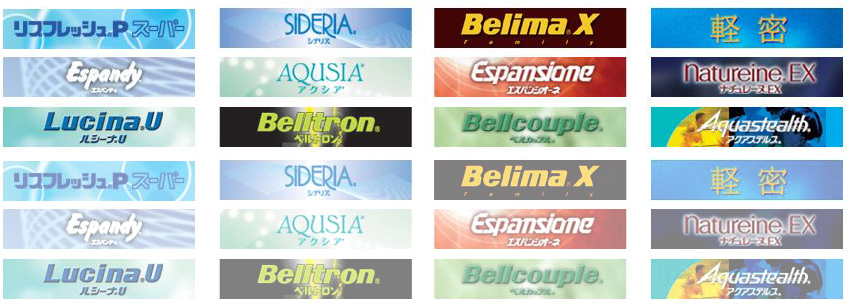 リスフレッシュ®P スーパー
SIDERIA®
シデリス
Belima X
Family
軽 密
Espandy®
エスパンディ
AQUSIA®
アクシア
Espansione
エスパンシオーネ
Natureine® EX
ナチュレーヌ EX
Lucina®U
ルシーナ®U
Belltron®
ベルトロン®
Bellcouple®
ベルカップル®
Aquastealth®
アクアステルス®
リスフレッシュ®P スーパー
SIDERIA®
シデリス
Belima X
Family
軽 密
Espandy®
エスパンディ
AQUSIA®
アクシア
Espansione
エスパンシオーネ
Natureine® EX
ナチュレーヌ EX
Lucina®U
ルシーナ®U
Belltron®
ベルトロン®
Bellcouple®
ベルカップル®
Aquastealth®
アクアステルス®